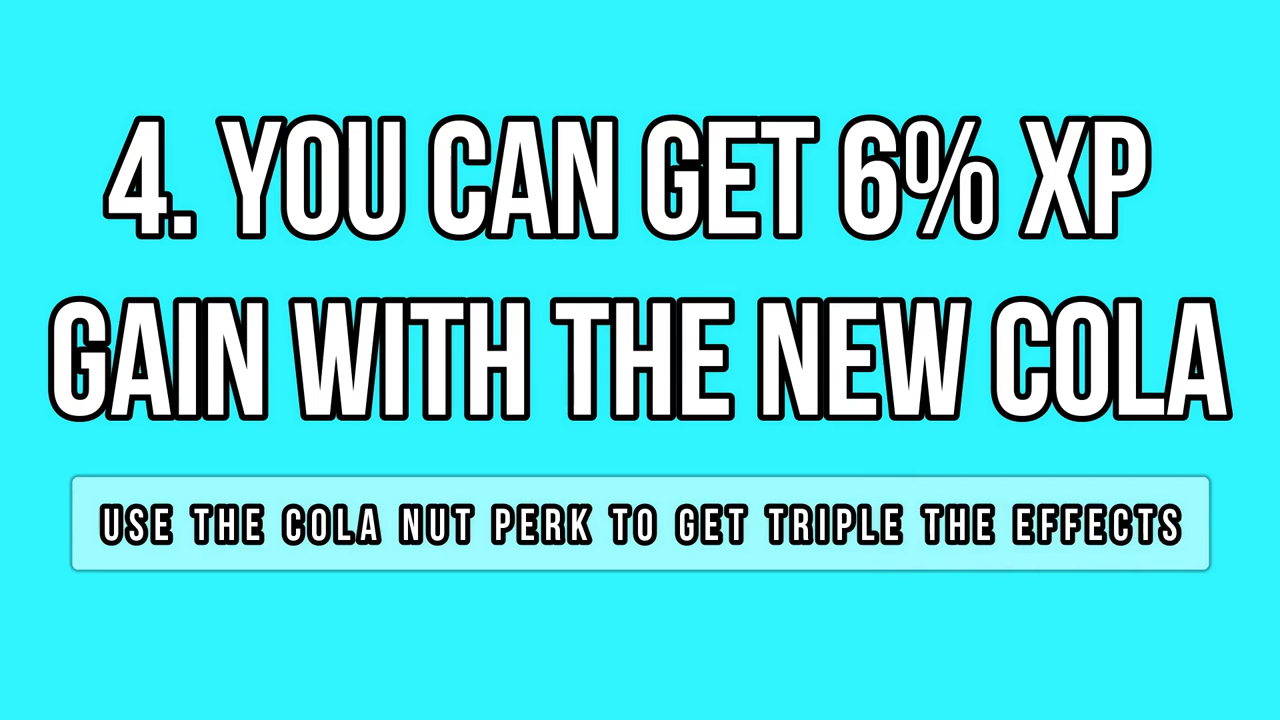 4. YOU CAN GET 6% XP
GAIN WITH THE NEW COLA
USE THE COLA NUT PERK TO GET TRIPLE THE EFFECTS